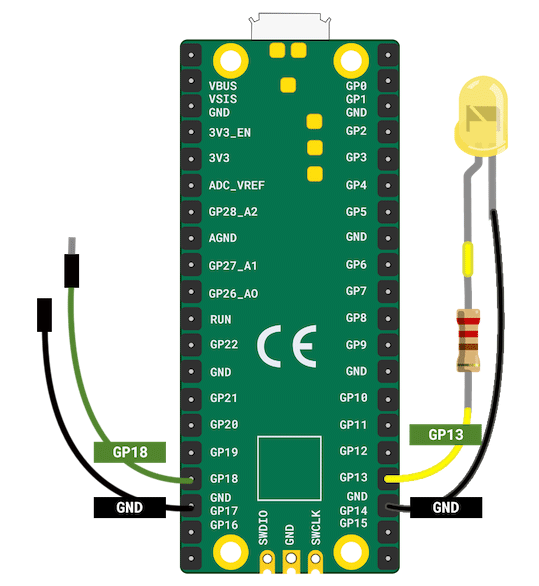 VBUS
VSIS
GND
3V3_EN
3V3
ADC_VREF
GP28_A2
AGND
GP27_A1
GP26_A0
RUN
GP22
GND
GP21
GP20
GP19
GP18
GND
GP17
GP16
GP0
GP1
GND
GP2
GP3
GP4
GP5
GND
GP6
GP7
GP8
GP9
GND
GP10
GP11
GP12
GP13
GND
GP14
GP15
CE
SWDIO
GND
SWCLK
GP18
GND
GP13
GND